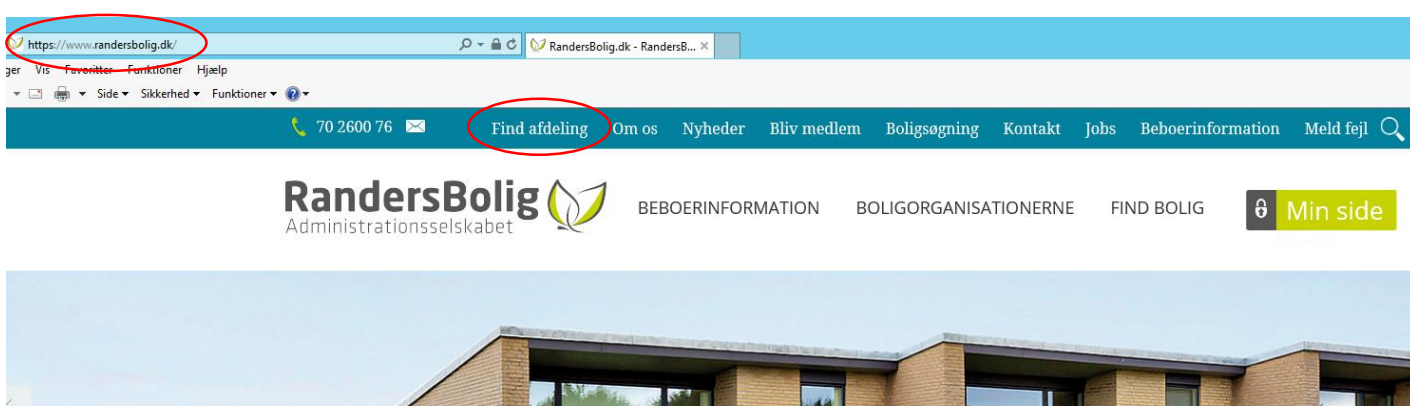 https://www.randersbolig.dk/
RandersBolig.dk - RandersB...
ger Vis Favoritter Funktioner Hjælp
Side Sikkerhed Funktioner
70 2600 76 Find afdeling Om os Nyheder Bliv medlem Boligsøgning Kontakt Jobs Beboerinformation Meld fejl
RandersBolig
Administrationsselskabet
BEBOERINFORMATION BOLIGORGANISATIONERNE FIND BOLIG Min side